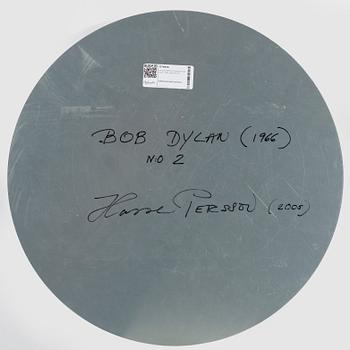 BOB DYLAN (1966)
NO 2
Hasse PERSSON (2005)